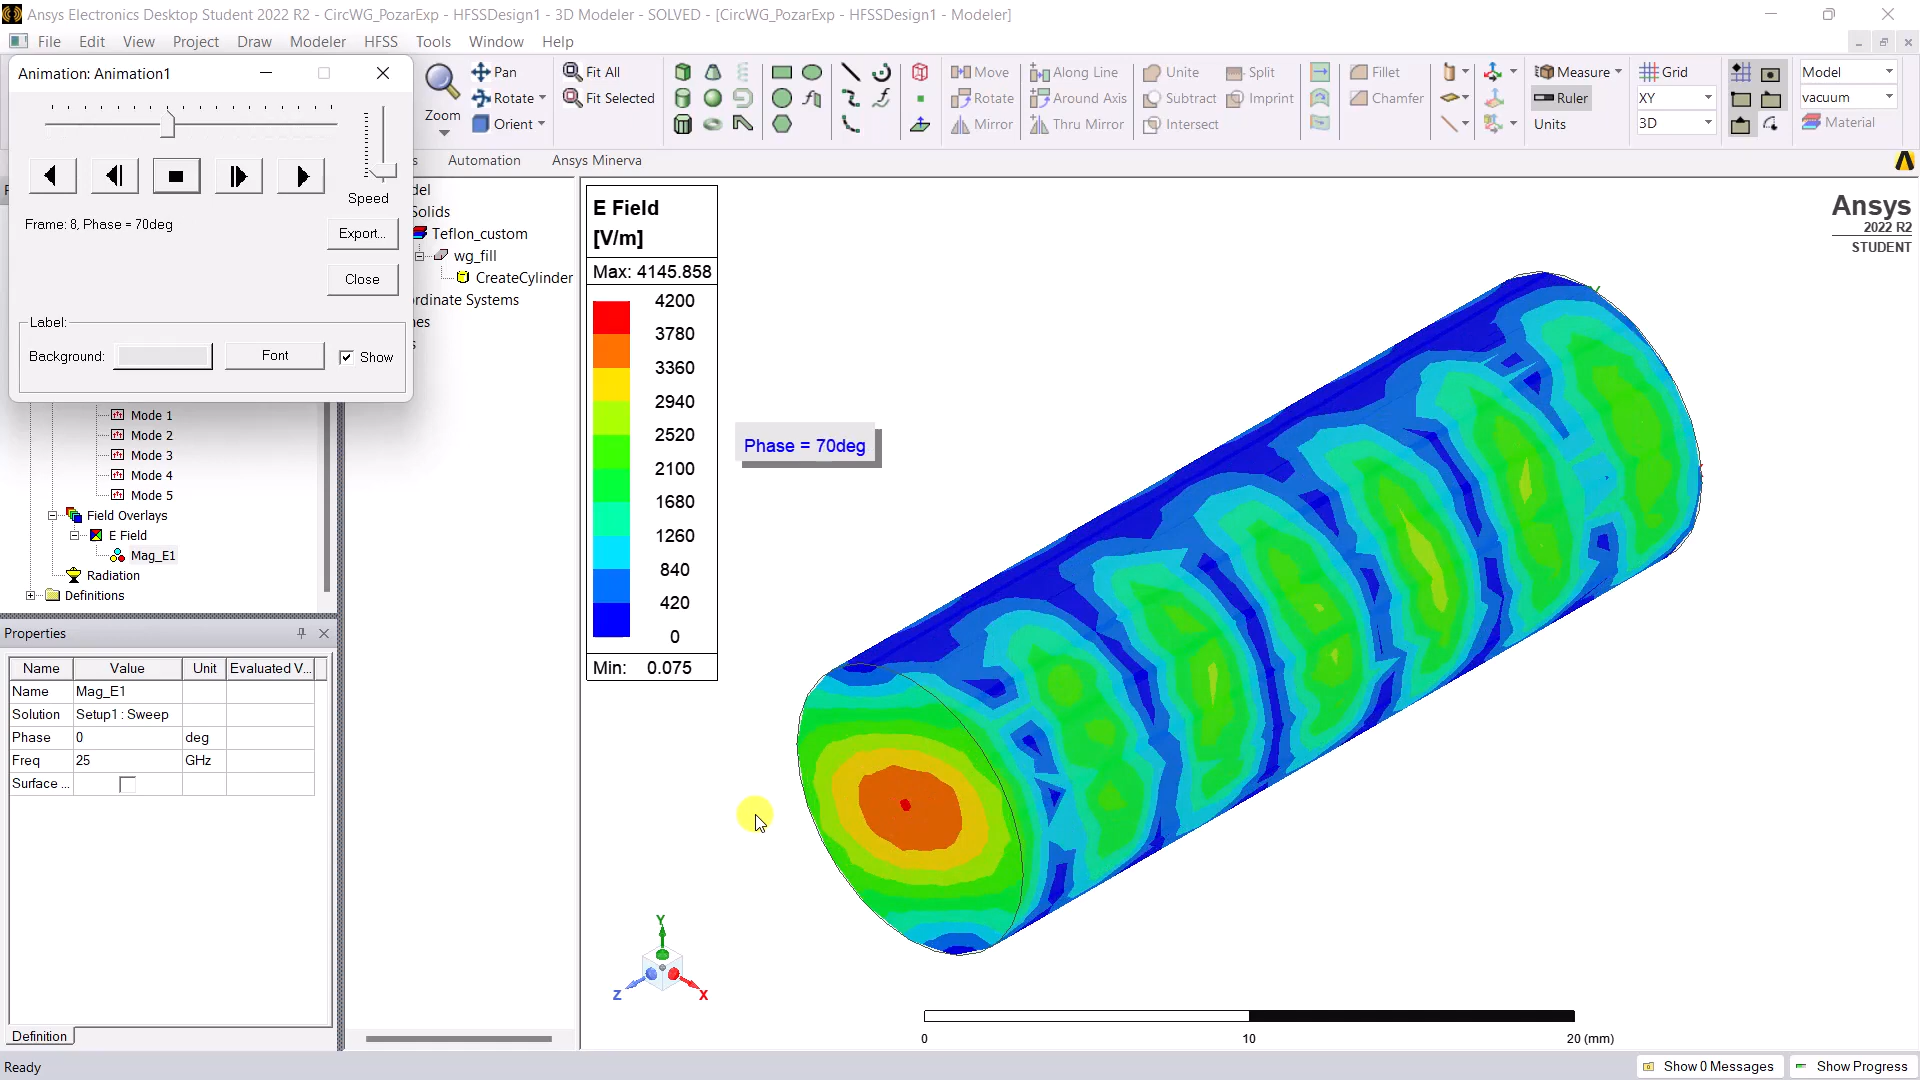 Ansys Electronics Desktop Student 2022 R2 - CircWG_PozarExp - HFSSDesign1 - 3D Modeler - SOLVED - [CircWG_PozarExp - HFSSDesign1 - Modeler]
File Edit View Project Draw Modeler HFSS Tools Window Help
Animation: Animation1
Speed
Frame: 8, Phase = 70deg
Export...
Close
Label:
Background:
Font
Show
Zoom
Pan
Rotate
Orient
Fit All
Fit Selected
Move
Rotate
Mirror
Along Line
Around Axis
Thru Mirror
Unite
Subtract
Intersect
Split
Imprint
Fillet
Chamfer
Measure
Ruler
Units
Grid
XY
3D
Model
vacuum
Material
s Automation Ansys Minerva
del
Solids
Teflon_custom
wg_fill
CreateCylinder
rdinate Systems
nes
Mode 1
Mode 2
Mode 3
Mode 4
Mode 5
Field Overlays
E Field
Mag_E1
Radiation
Definitions
Properties
Name Value Unit Evaluated V...
Name Mag_E1
Solution Setup1 : Sweep
Phase 0 deg
Freq 25 GHz
Surface ...
Definition
E Field
[V/m]
Max: 4145.858
4200
3780
3360
2940
2520
2100
1680
1260
840
420
0
Min: 0.075
Phase = 70deg
Ansys
2022 R2
STUDENT
Y
Y
Z
X
0 10 20 (mm)
Ready
Show 0 Messages
Show Progress